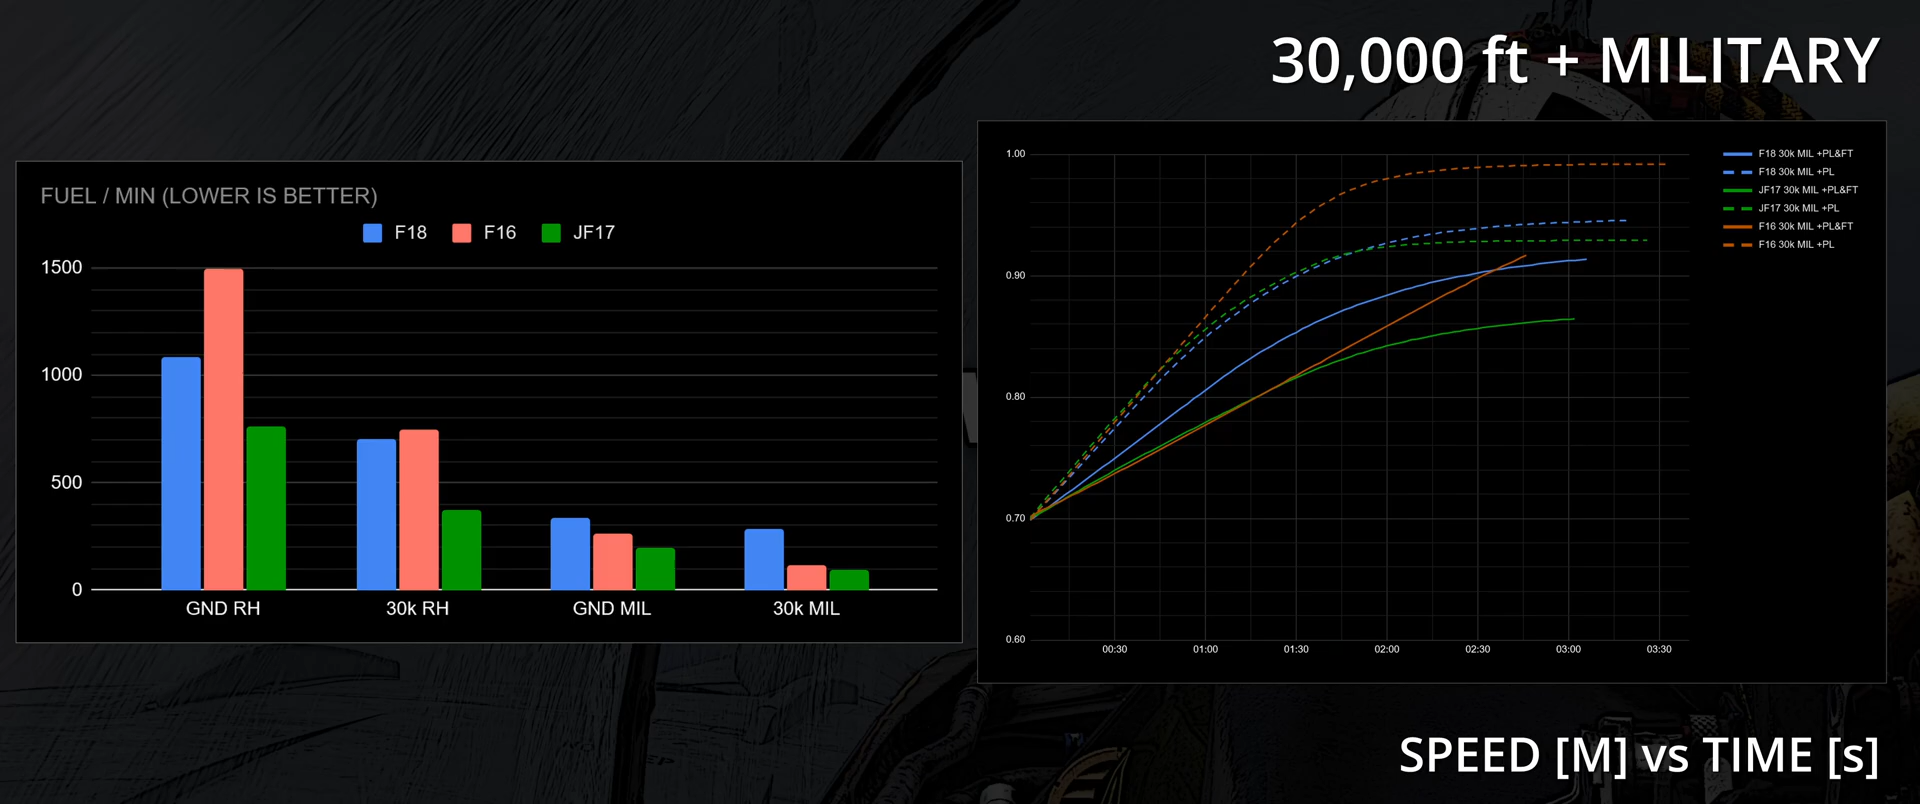 30,000 ft + MILITARY
FUEL / MIN (LOWER IS BETTER)
F18
F16
JF17
1500
1000
500
0
GND RH
30k RH
GND MIL
30k MIL
1.00
0.90
0.80
0.70
0.60
00:30
01:00
01:30
02:00
02:30
03:00
03:30
F18 30k MIL +PL&FT
F18 30k MIL +PL
JF17 30k MIL +PL&FT
JF17 30k MIL +PL
F16 30k MIL +PL&FT
F16 30k MIL +PL
SPEED [M] vs TIME [s]